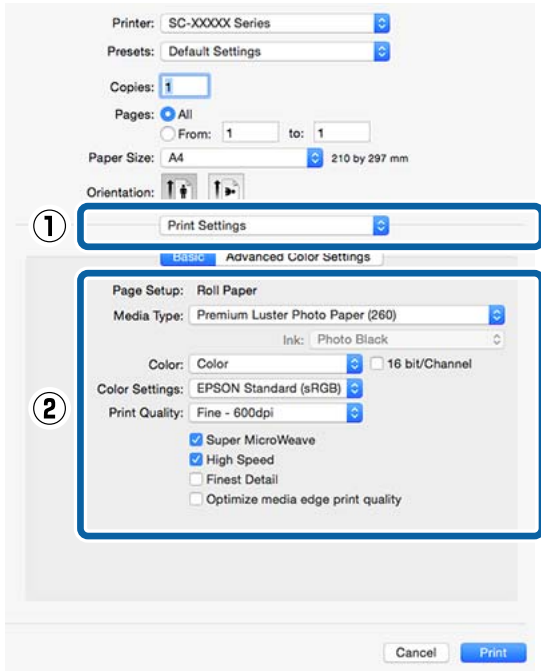 Printer: SC-XXXXX Series
Presets: Default Settings
Copies: 1
Pages: All
From: 1 to: 1
Paper Size: A4 210 by 297 mm
Orientation:
1 Print Settings
Basic Advanced Color Settings
Page Setup: Roll Paper
Media Type: Premium Luster Photo Paper (260)
Ink: Photo Black
Color: Color 16 bit/Channel
2 Color Settings: EPSON Standard (sRGB)
Print Quality: Fine - 600dpi
Super MicroWeave
High Speed
Finest Detail
Optimize media edge print quality
Cancel Print